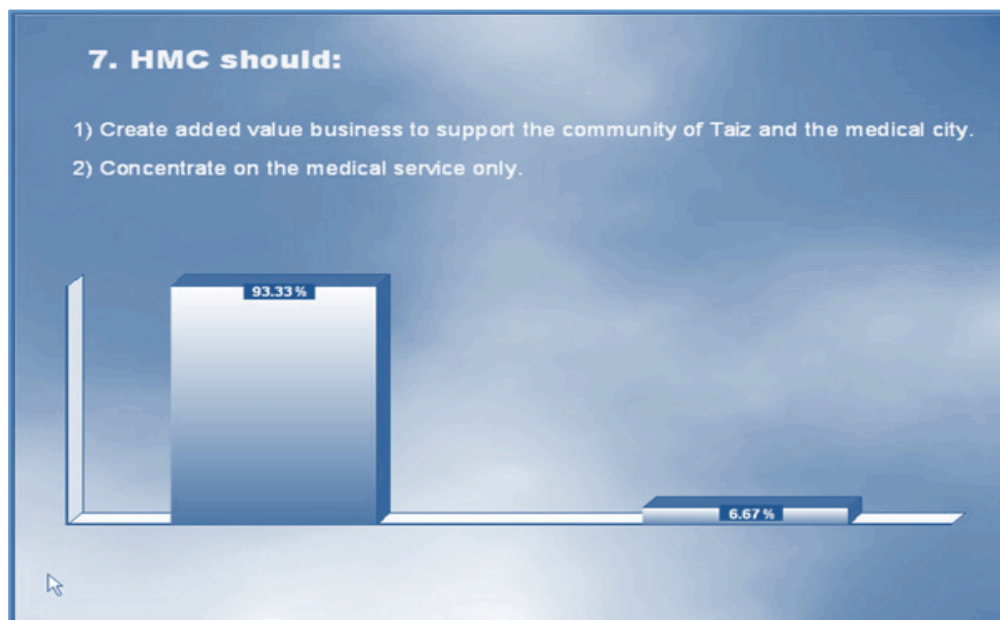 7. HMC should:
1) Create added value business to support the community of Taiz and the medical city.
2) Concentrate on the medical service only.
93.33 %
6.67 %